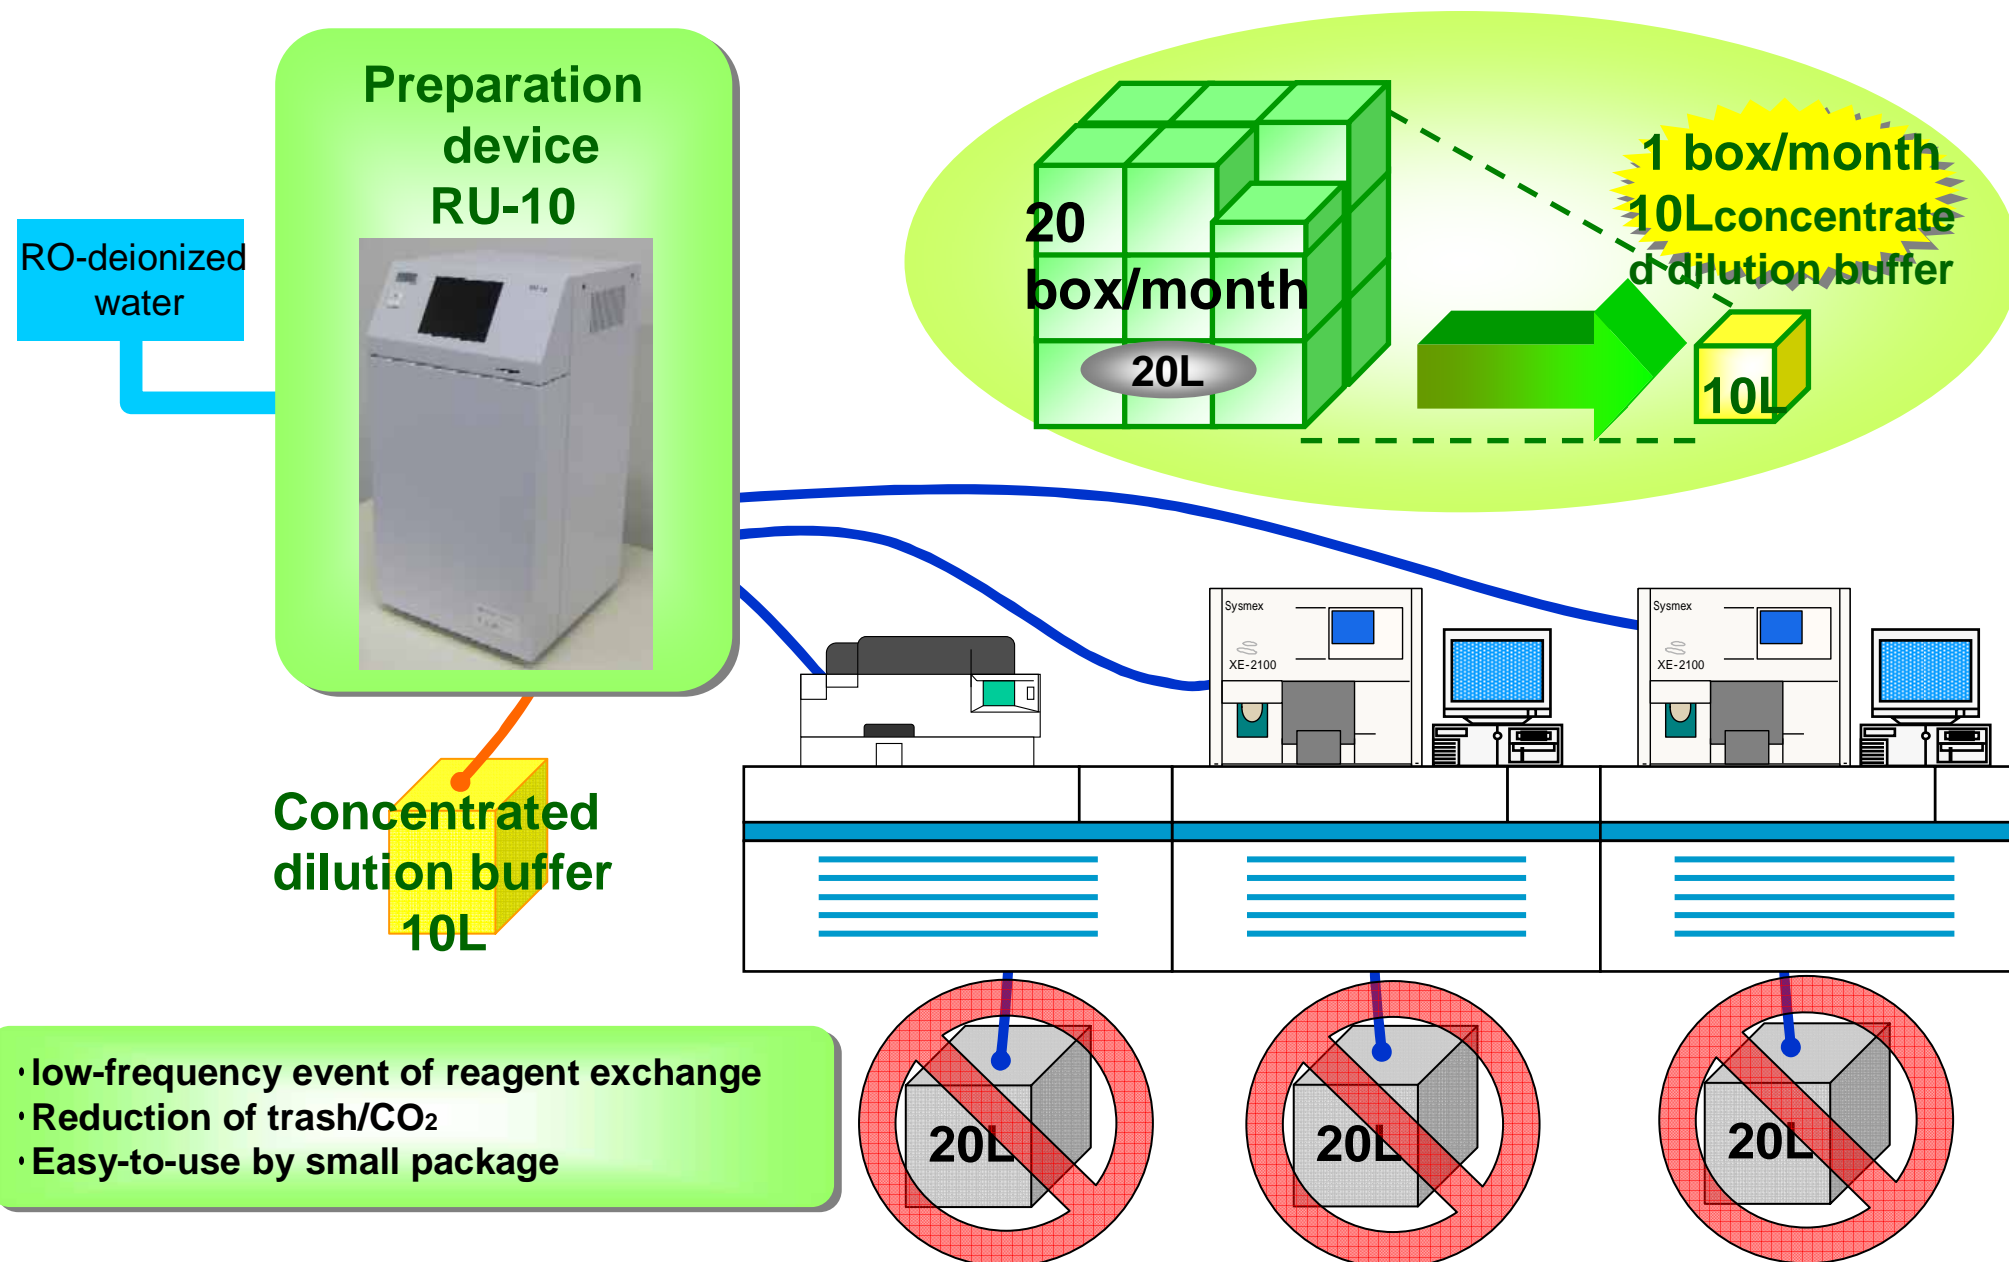 Preparation
device
RU-10
RO-deionized
water
20
box/month
20L
1 box/month
10Lconcentrate
d dilution buffer
10L
Sysmex
XE-2100
Sysmex
XE-2100
Concentrated
dilution buffer
10L
・low-frequency event of reagent exchange
・Reduction of trash/CO2
・Easy-to-use by small package
20L
20L
20L